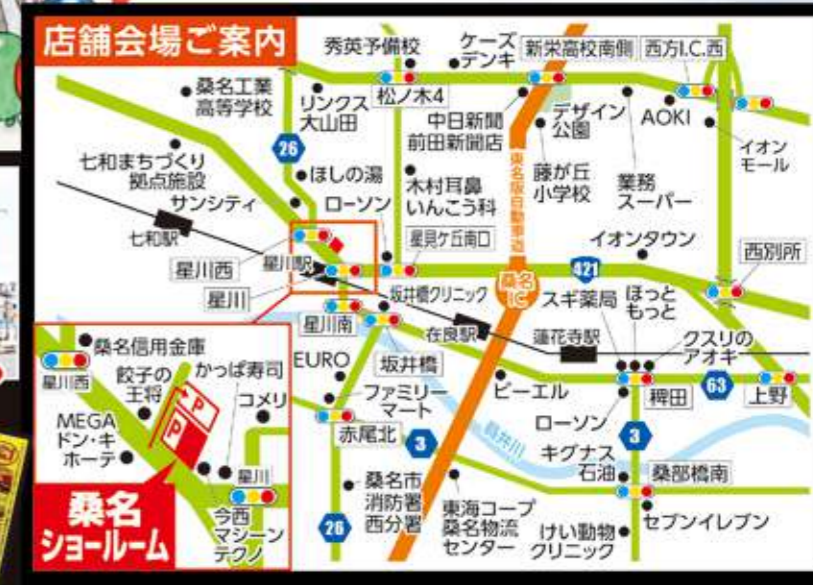 店舗会場ご案内
秀英予備校
ケーズ
デンキ
新栄高校南側
西方I.C.西
桑名工業
高等学校
リンクス
大山田
松ノ木4
中日新聞
前田新聞店
デザイン
公園
AOKI
イオン
モール
26
七和まちづくり
拠点施設
ほしの湯
木村耳鼻
いんこう科
東名阪自動車道
藤が丘
小学校
業務
スーパー
サンシティ
ローソン
七和駅
星見ケ丘南口
イオンタウン
西別所
星川西
星川駅
421
星川
坂井橋クリニック
桑名
IC
スギ薬局
ほっと
もっと
星川南
在良駅
蓮花寺駅
クスリの
アオキ
坂井橋
EURO
ファミリー
マート
ビーエル
稗田
63
上野
ローソン
赤尾北
3
員弁川
3
キグナス
石油
桑部橋南
桑名市
消防署
西分署
東海コープ
桑名物流
センター
けい動物
クリニック
セブンイレブン
26
桑名信用金庫
星川西
餃子の
王将
かっぱ寿司
コメリ
P
P
MEGA
ドン・キ
ホーテ
星川
今西
マシーン
テクノ
桑名
ショールーム